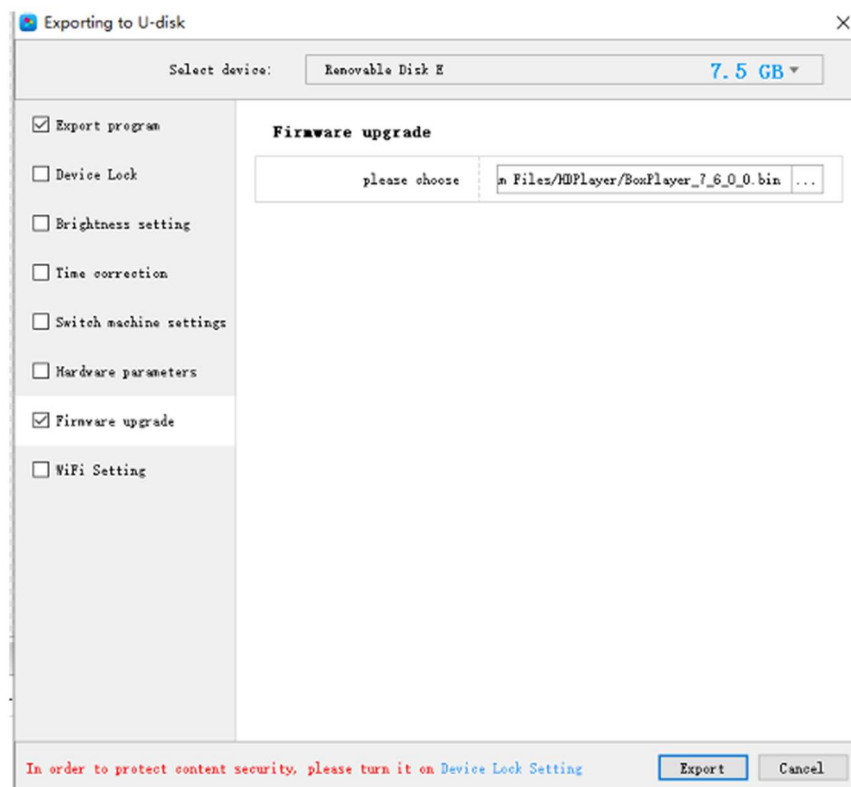 Exporting to U-disk
Select device: Removable Disk E 7.5 GB
Export program
Device Lock
Brightness setting
Time correction
Switch machine settings
Hardware parameters
Firmware upgrade
WiFi Setting
Firmware upgrade
please choose m Files/HDPlayer/BoxPlayer_7_6_0_0.bin ...
In order to protect content security, please turn it on Device Lock Setting Export Cancel